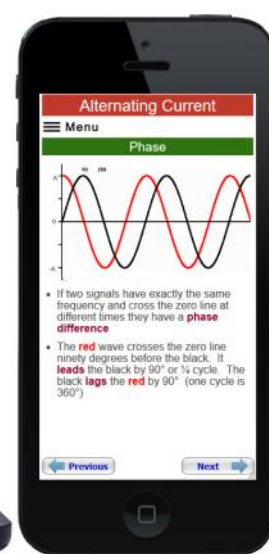 Alternating Current
Menu
Phase
90 180
A
0
-A
If two signals have exactly the same
frequency and cross the zero line at
different times they have a phase
difference
The red wave crosses the zero line
ninety degrees before the black. It
leads the black by 90° or ¼ cycle. The
black lags the red by 90° (one cycle is
360°)
Previous
Next